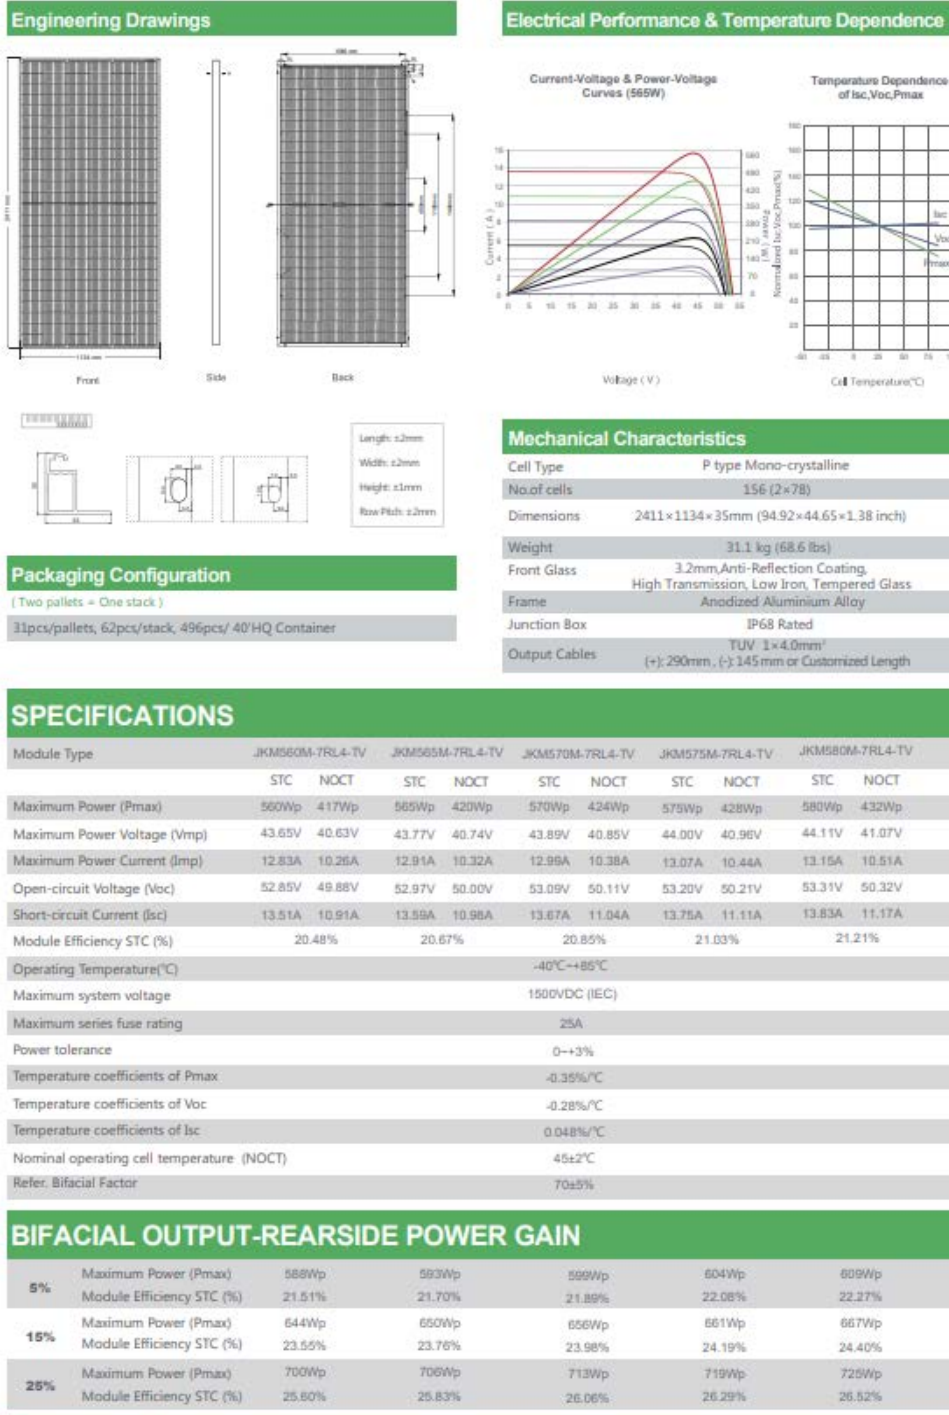 Engineering Drawings
Front
Side
Back
Length: ±2mm
Width: ±2mm
Height: ±1mm
Row Pitch: ±2mm
Packaging Configuration
( Two pallets = One stack )
31pcs/pallets, 62pcs/stack, 496pcs/ 40'HQ Container
Electrical Performance & Temperature Dependence
Current-Voltage & Power-Voltage
Curves (565W)
Current ( A )
Power ( W )
Voltage ( V )
Temperature Dependence
of Isc,Voc,Pmax
Normalized Isc,Voc,Pmax(%)
Isc
Voc
Pmax
Cell Temperature(℃)
Mechanical Characteristics
Cell Type P type Mono-crystalline
No.of cells 156 (2×78)
Dimensions 2411×1134×35mm (94.92×44.65×1.38 inch)
Weight 31.1 kg (68.6 lbs)
Front Glass 3.2mm,Anti-Reflection Coating,
High Transmission, Low Iron, Tempered Glass
Frame Anodized Aluminium Alloy
Junction Box IP68 Rated
Output Cables TUV 1×4.0mm²
(+): 290mm , (-): 145 mm or Customized Length
SPECIFICATIONS
Module Type JKM560M-7RL4-TV JKM565M-7RL4-TV JKM570M-7RL4-TV JKM575M-7RL4-TV JKM580M-7RL4-TV
STC NOCT STC NOCT STC NOCT STC NOCT STC NOCT
Maximum Power (Pmax) 560Wp 417Wp 565Wp 420Wp 570Wp 424Wp 575Wp 428Wp 580Wp 432Wp
Maximum Power Voltage (Vmp) 43.65V 40.63V 43.77V 40.74V 43.89V 40.85V 44.00V 40.96V 44.11V 41.07V
Maximum Power Current (Imp) 12.83A 10.26A 12.91A 10.32A 12.99A 10.38A 13.07A 10.44A 13.15A 10.51A
Open-circuit Voltage (Voc) 52.85V 49.88V 52.97V 50.00V 53.09V 50.11V 53.20V 50.21V 53.31V 50.32V
Short-circuit Current (Isc) 13.51A 10.91A 13.59A 10.98A 13.67A 11.04A 13.75A 11.11A 13.83A 11.17A
Module Efficiency STC (%) 20.48% 20.67% 20.85% 21.03% 21.21%
Operating Temperature(℃) -40℃~+85℃
Maximum system voltage 1500VDC (IEC)
Maximum series fuse rating 25A
Power tolerance 0~+3%
Temperature coefficients of Pmax -0.35%/℃
Temperature coefficients of Voc -0.28%/℃
Temperature coefficients of Isc 0.048%/℃
Nominal operating cell temperature (NOCT) 45±2℃
Refer. Bifacial Factor 70±5%
BIFACIAL OUTPUT-REARSIDE POWER GAIN
5% Maximum Power (Pmax) 588Wp 593Wp 599Wp 604Wp 609Wp
Module Efficiency STC (%) 21.51% 21.70% 21.89% 22.08% 22.27%
15% Maximum Power (Pmax) 644Wp 650Wp 656Wp 661Wp 667Wp
Module Efficiency STC (%) 23.55% 23.76% 23.98% 24.19% 24.40%
25% Maximum Power (Pmax) 700Wp 706Wp 713Wp 719Wp 725Wp
Module Efficiency STC (%) 25.60% 25.83% 26.06% 26.29% 26.52%